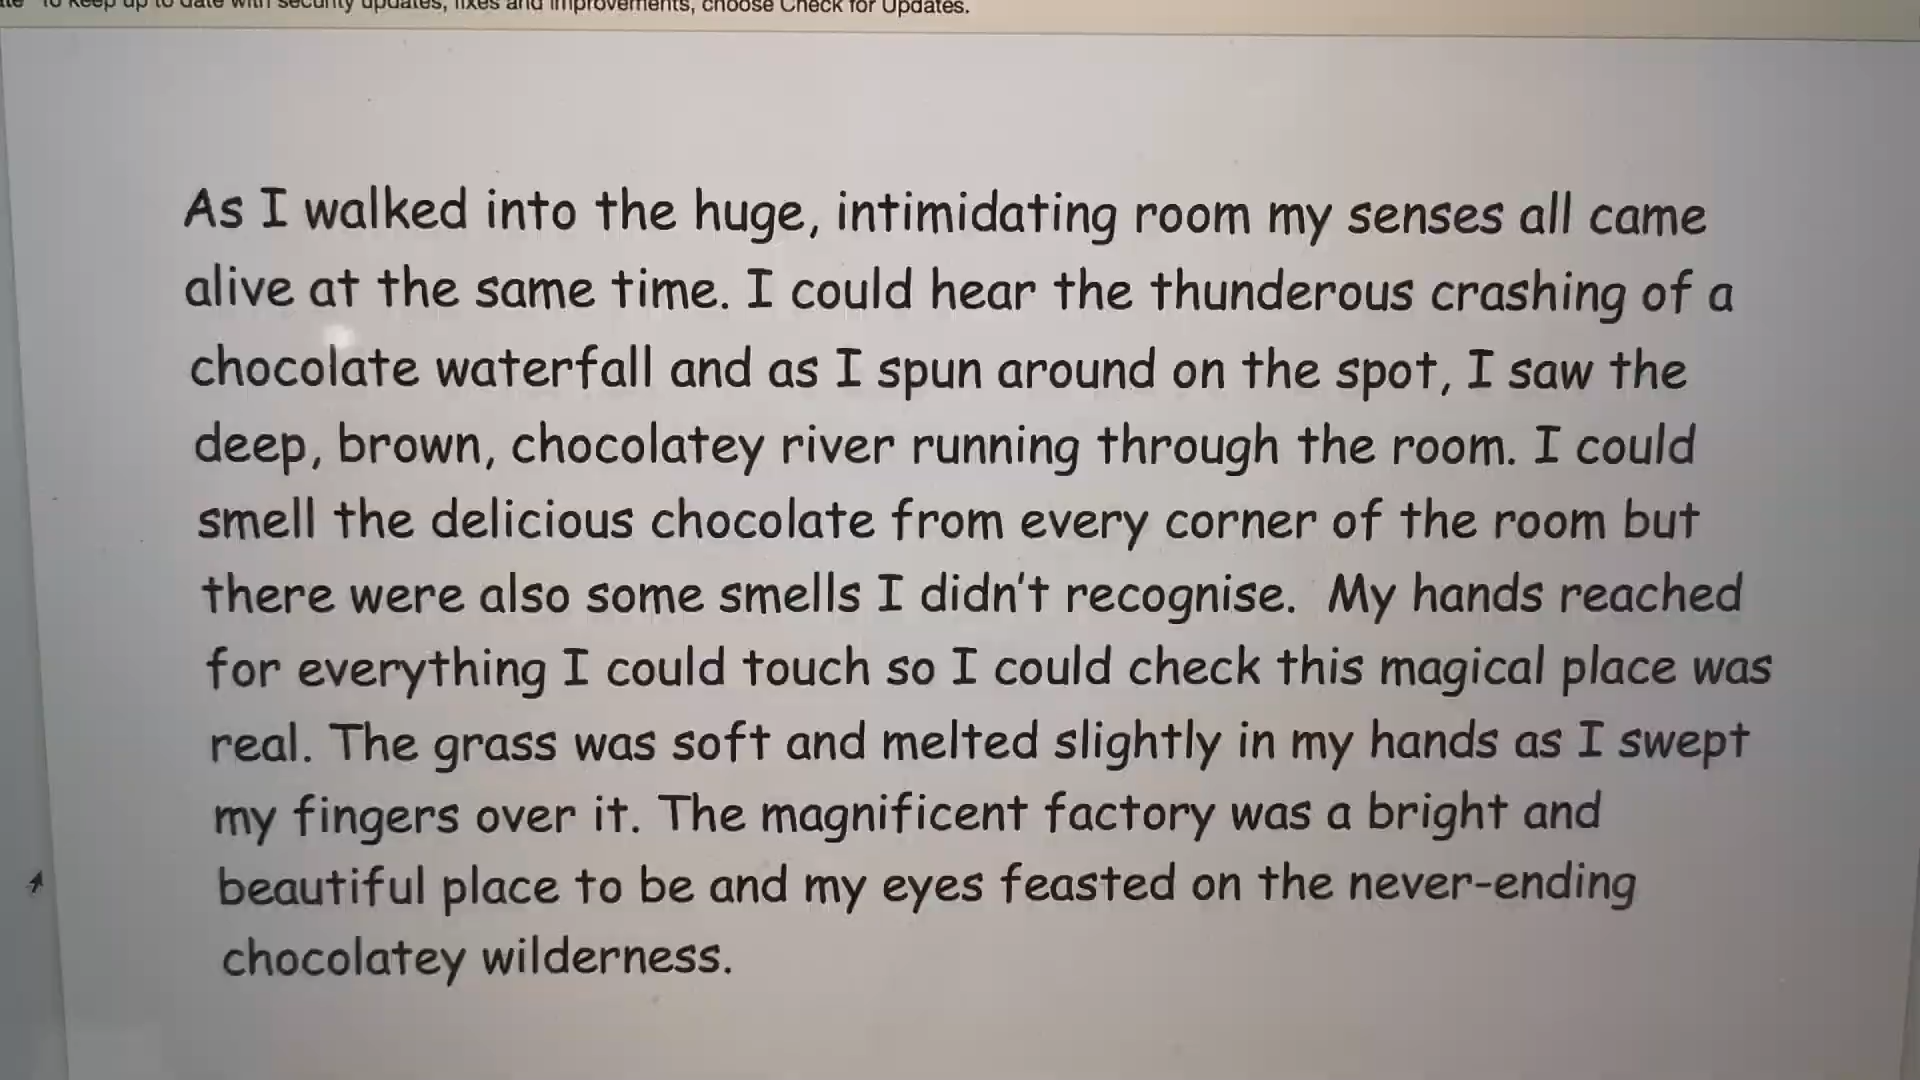 To keep up to date with security updates, fixes and improvements, choose Check for Updates.
As I walked into the huge, intimidating room my senses all came
alive at the same time. I could hear the thunderous crashing of a
chocolate waterfall and as I spun around on the spot, I saw the
deep, brown, chocolatey river running through the room. I could
smell the delicious chocolate from every corner of the room but
there were also some smells I didn't recognise. My hands reached
for everything I could touch so I could check this magical place was
real. The grass was soft and melted slightly in my hands as I swept
my fingers over it. The magnificent factory was a bright and
beautiful place to be and my eyes feasted on the never-ending
chocolatey wilderness.